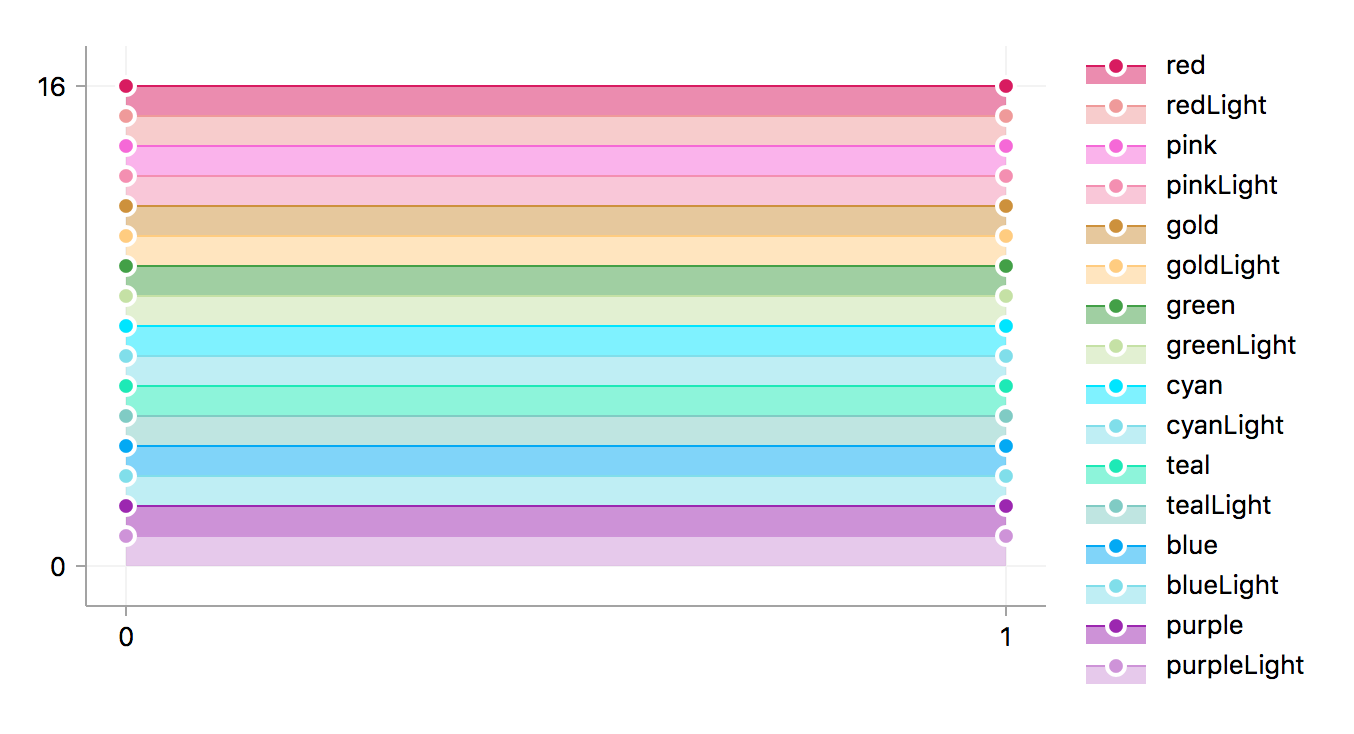 16
0
0
1
red
redLight
pink
pinkLight
gold
goldLight
green
greenLight
cyan
cyanLight
teal
tealLight
blue
blueLight
purple
purpleLight